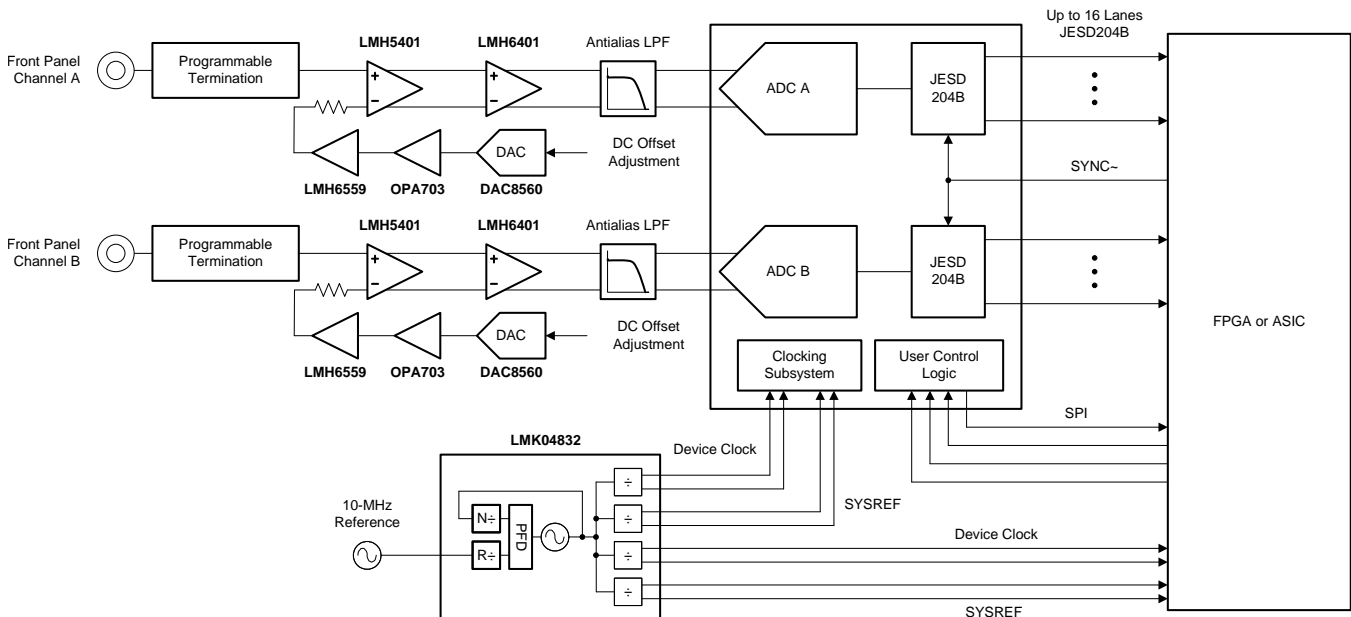 Up to 16 Lanes
JESD204B
LMH5401
LMH6401
Antialias LPF
Front Panel
Channel A
Programmable
Termination
+
−
+
−
ADC A
JESD
204B
DC Offset
Adjustment
DAC
LMH6559
OPA703
DAC8560
SYNC~
LMH5401
LMH6401
Antialias LPF
Front Panel
Channel B
Programmable
Termination
+
−
+
−
ADC B
JESD
204B
DC Offset
Adjustment
DAC
LMH6559
OPA703
DAC8560
FPGA or ASIC
Clocking
Subsystem
User Control
Logic
SPI
LMK04832
Device Clock
÷
10-MHz
Reference
N÷
PFD
R÷
÷
SYSREF
÷
Device Clock
÷
SYSREF